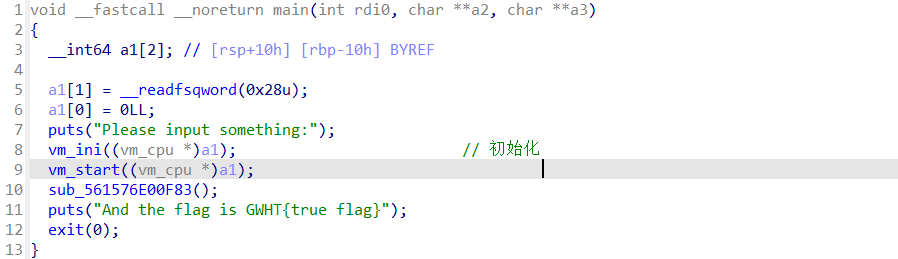 1 void __fastcall __noreturn main(int rdi0, char **a2, char **a3)
2 {
3 __int64 a1[2]; // [rsp+10h] [rbp-10h] BYREF
4
5 a1[1] = __readfsqword(0x28u);
6 a1[0] = 0LL;
7 puts("Please input something:");
8 vm_ini((vm_cpu *)a1); // 初始化
9 vm_start((vm_cpu *)a1);
10 sub_561576E00F83();
11 puts("And the flag is GWHT{true flag}");
12 exit(0);
13 }